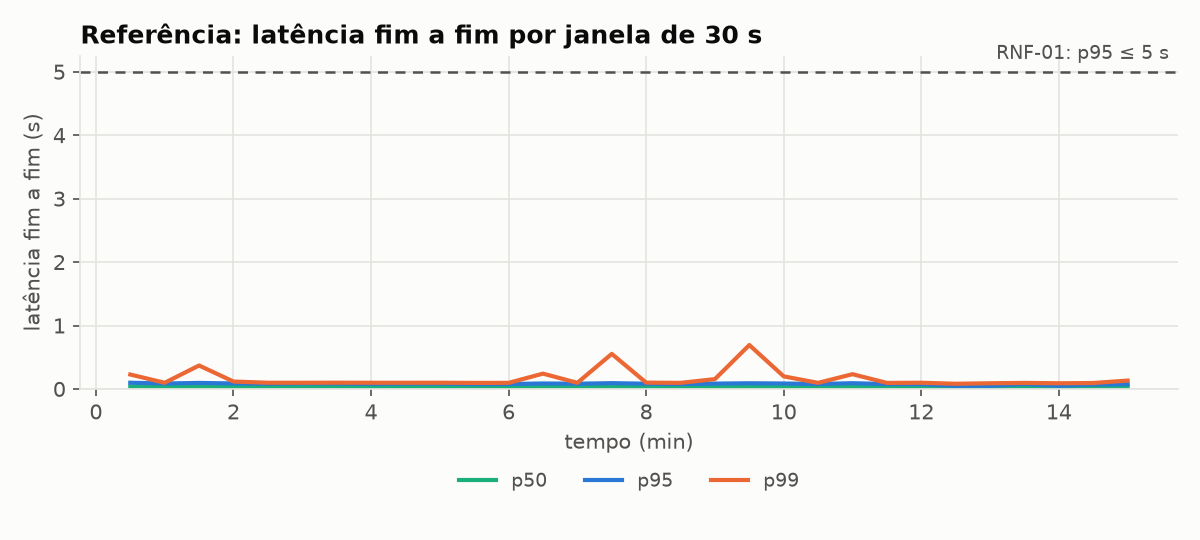 Referência: latência fim a fim por janela de 30 s
RNF-01: p95 ≤ 5 s
latência fim a fim (s)
5
4
3
2
1
0
0 2 4 6 8 10 12 14
tempo (min)
p50 p95 p99